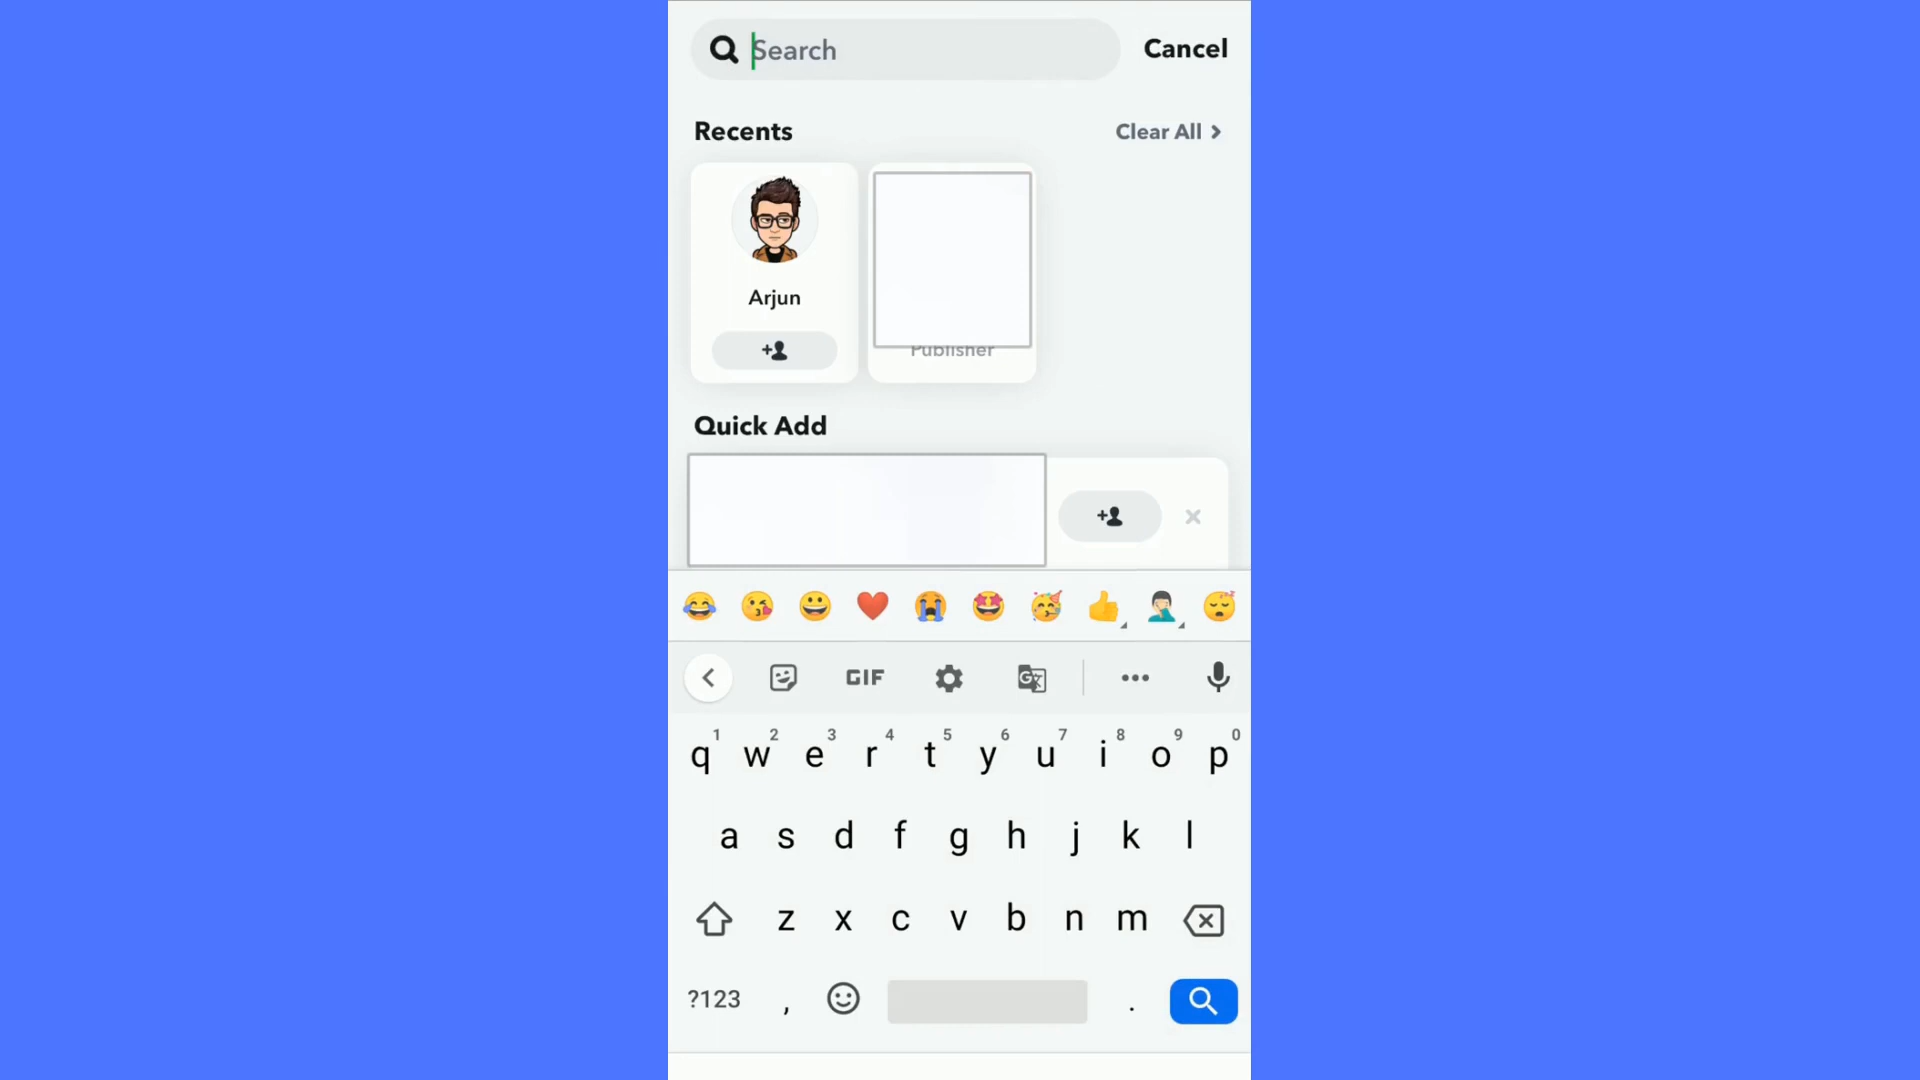 Search
Cancel
Recents
Clear All >
Arjun
Publisher
Quick Add
GIF
1 2 3 4 5 6 7 8 9 0
q w e r t y u i o p
a s d f g h j k l
z x c v b n m
?123 , .